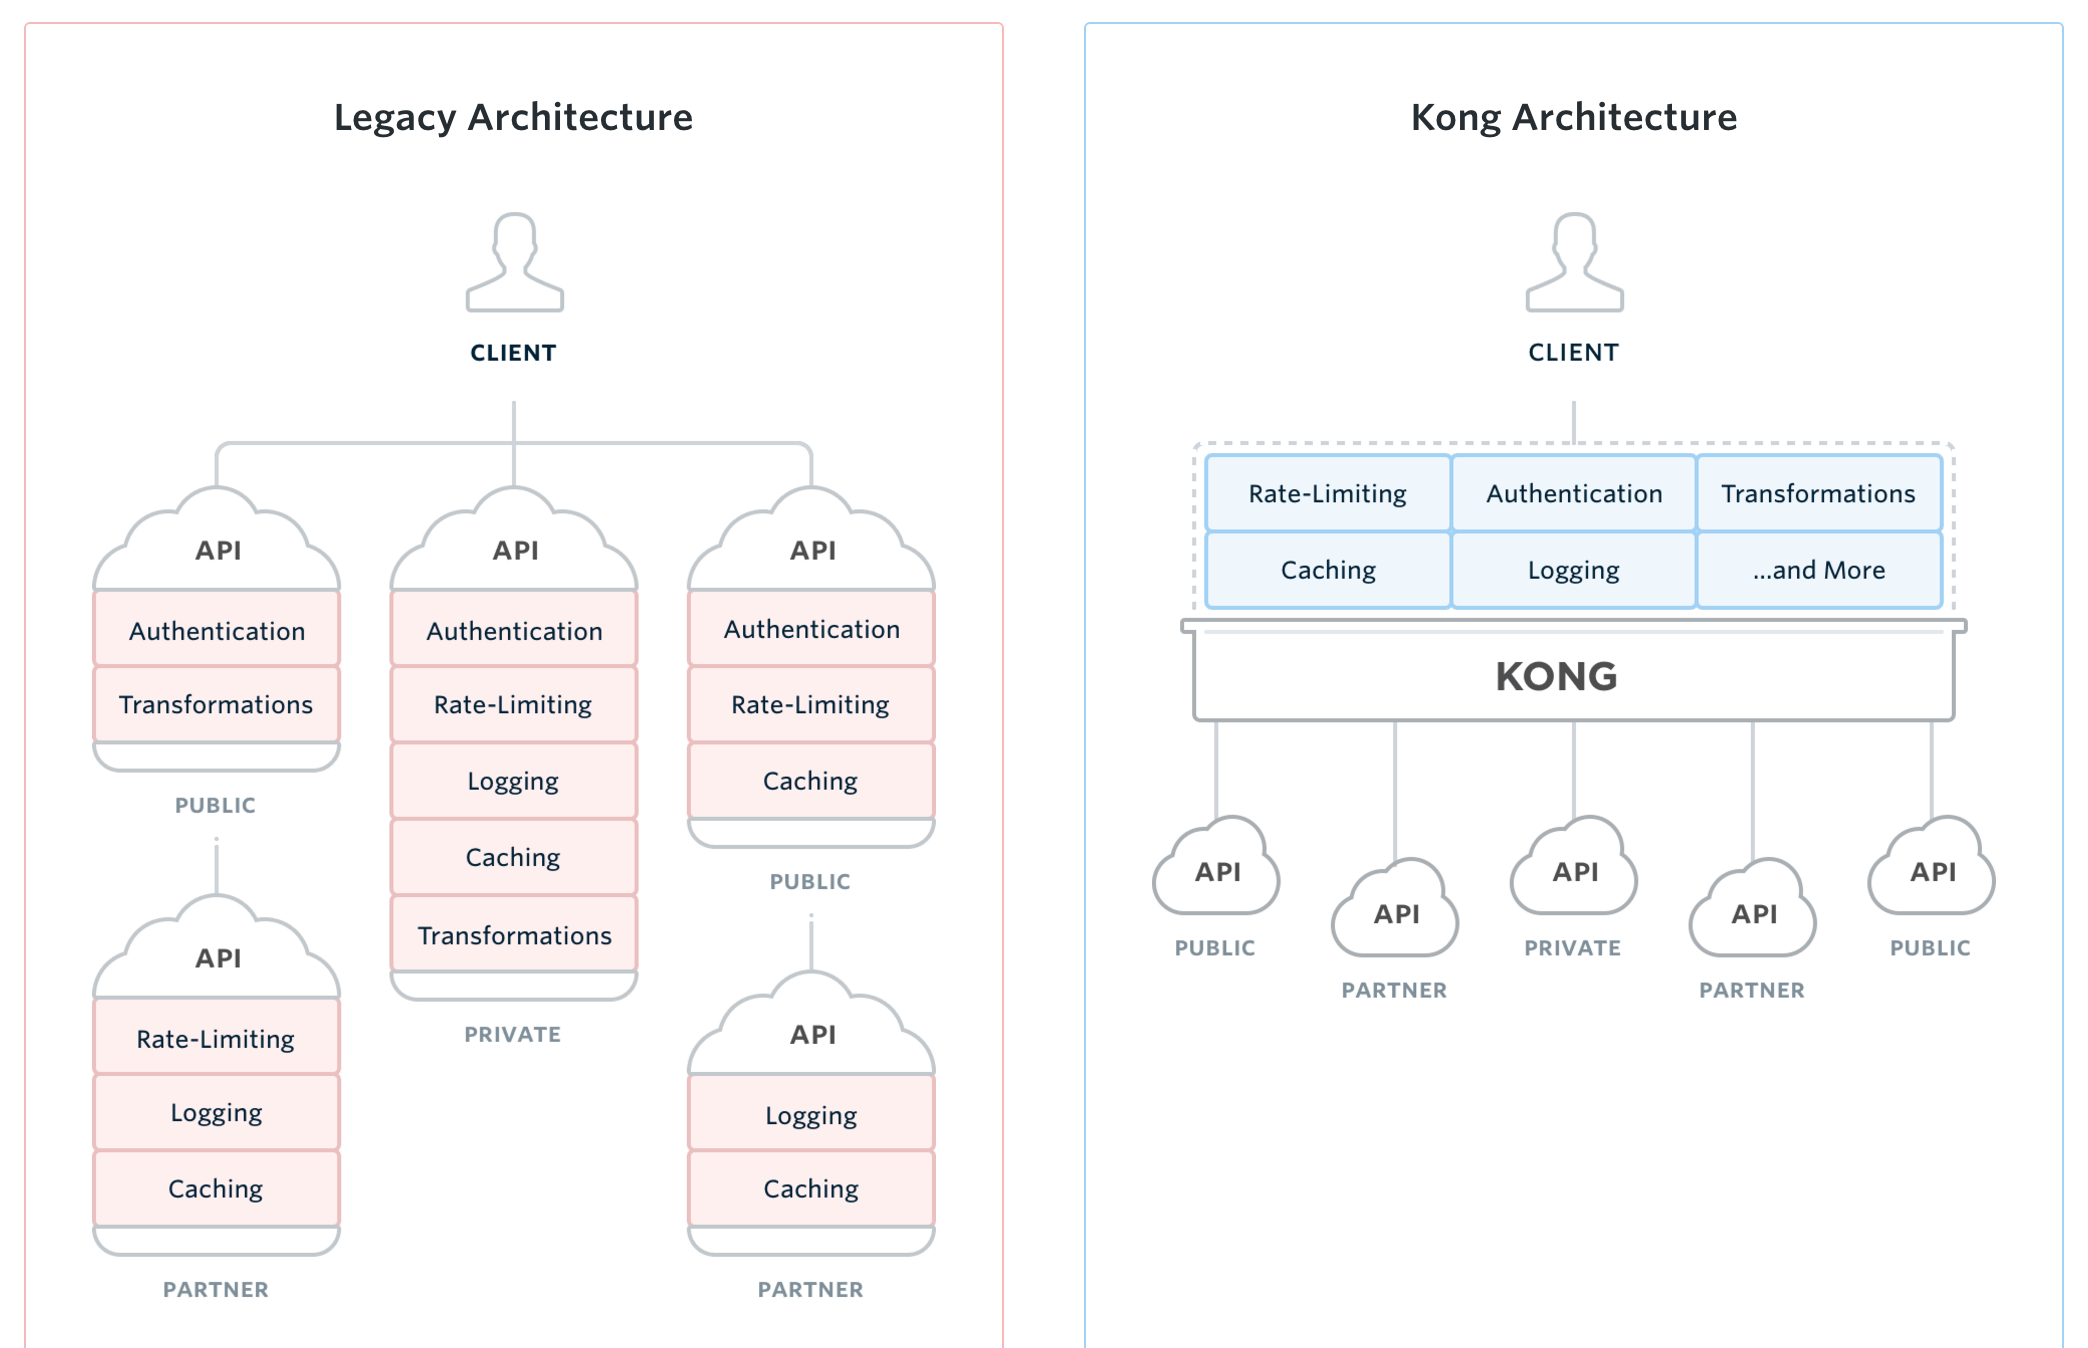 Legacy Architecture
CLIENT
API
Authentication
Transformations
PUBLIC
API
Rate-Limiting
Logging
Caching
PARTNER
API
Authentication
Rate-Limiting
Logging
Caching
Transformations
PRIVATE
API
Authentication
Rate-Limiting
Caching
PUBLIC
API
Logging
Caching
PARTNER
Kong Architecture
CLIENT
Rate-Limiting Authentication Transformations
Caching Logging ...and More
KONG
API
PUBLIC
API
PARTNER
API
PRIVATE
API
PARTNER
API
PUBLIC